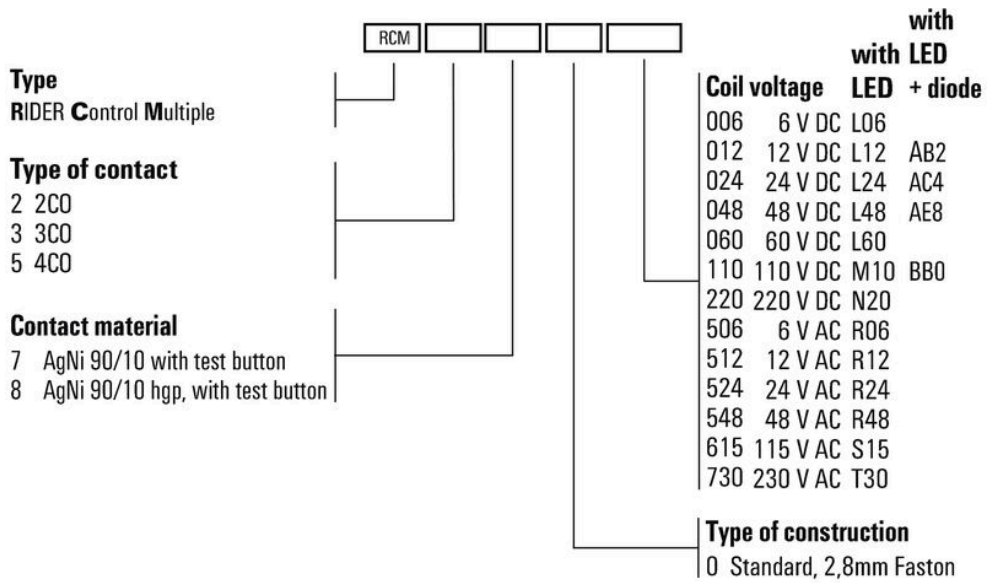 RCM
Type
RIDER Control Multiple
Type of contact
2 2CO
3 3CO
5 4CO
Contact material
7 AgNi 90/10 with test button
8 AgNi 90/10 hgp, with test button
with
with LED
Coil voltage LED + diode
006 6 V DC L06
012 12 V DC L12 AB2
024 24 V DC L24 AC4
048 48 V DC L48 AE8
060 60 V DC L60
110 110 V DC M10 BB0
220 220 V DC N20
506 6 V AC R06
512 12 V AC R12
524 24 V AC R24
548 48 V AC R48
615 115 V AC S15
730 230 V AC T30
Type of construction
0 Standard, 2,8mm Faston